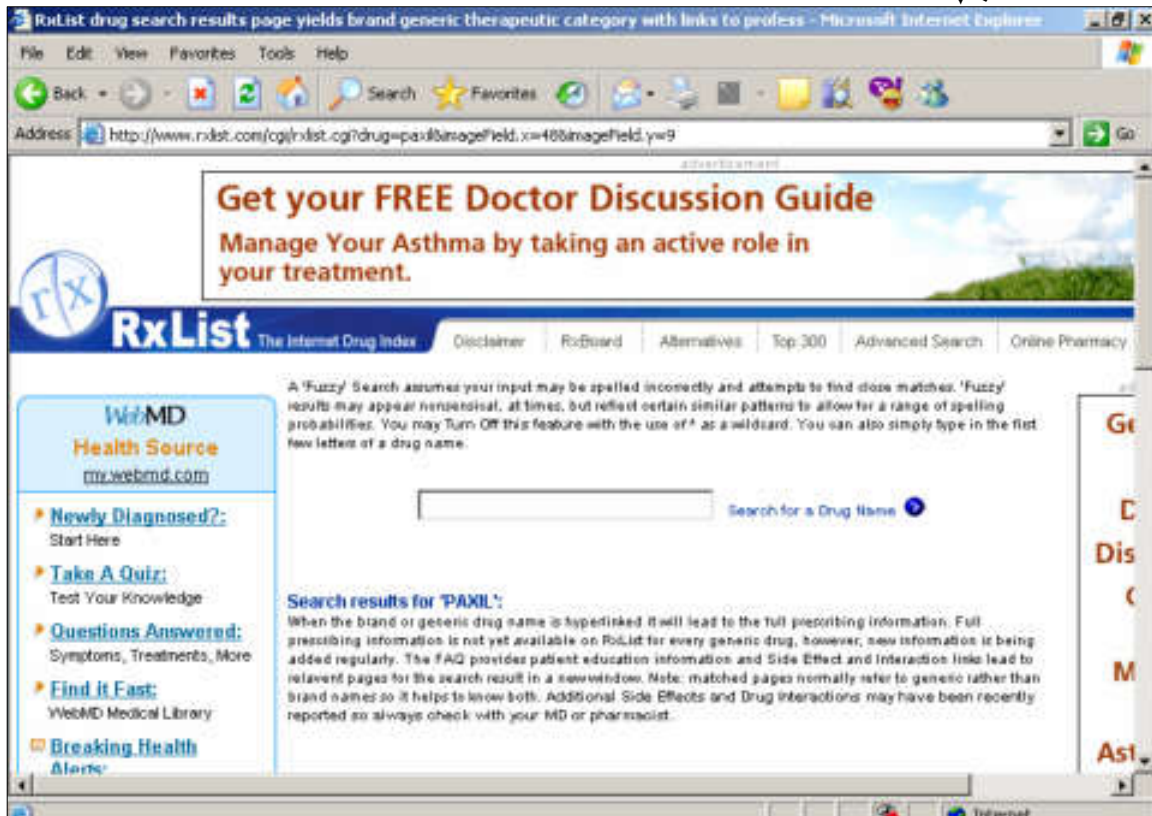 RxList drug search results page yields brand generic therapeutic category with links to profess - Microsoft Internet Explorer
File Edit View Favorites Tools Help
Back Search Favorites
Address http://www.rxlist.com/cgi/rxlist.cgi?drug=paxil&imageField.x=48&imageField.y=9 Go
advertisement
Get your FREE Doctor Discussion Guide
Manage Your Asthma by taking an active role in
your treatment.
rx
RxList The Internet Drug Index Disclaimer RxBoard Alternatives Top 300 Advanced Search Online Pharmacy
A 'Fuzzy' Search assumes your input may be spelled incorrectly and attempts to find close matches. 'Fuzzy'
results may appear nonsensical, at times, but reflect certain similar patterns to allow for a range of spelling
probabilities. You may Turn Off this feature with the use of * as a wildcard. You can also simply type in the first
few letters of a drug name.
WebMD
Health Source
my.webmd.com
Search for a Drug Name
Newly Diagnosed?:
Start Here
Take A Quiz:
Test Your Knowledge
Questions Answered:
Symptoms, Treatments, More
Find it Fast:
WebMD Medical Library
Breaking Health
Alerts:
Search results for 'PAXIL':
When the brand or generic drug name is hyperlinked it will lead to the full prescribing information. Full
prescribing information is not yet available on RxList for every generic drug, however, new information is being
added regularly. The FAQ provides patient education information and Side Effect and Interaction links lead to
relavent pages for the search result in a new window. Note: matched pages normally refer to generic rather than
brand names so it helps to know both. Additional Side Effects and Drug Interactions may have been recently
reported so always check with your MD or pharmacist.
Ge
D
Dis
M
Ast
Internet